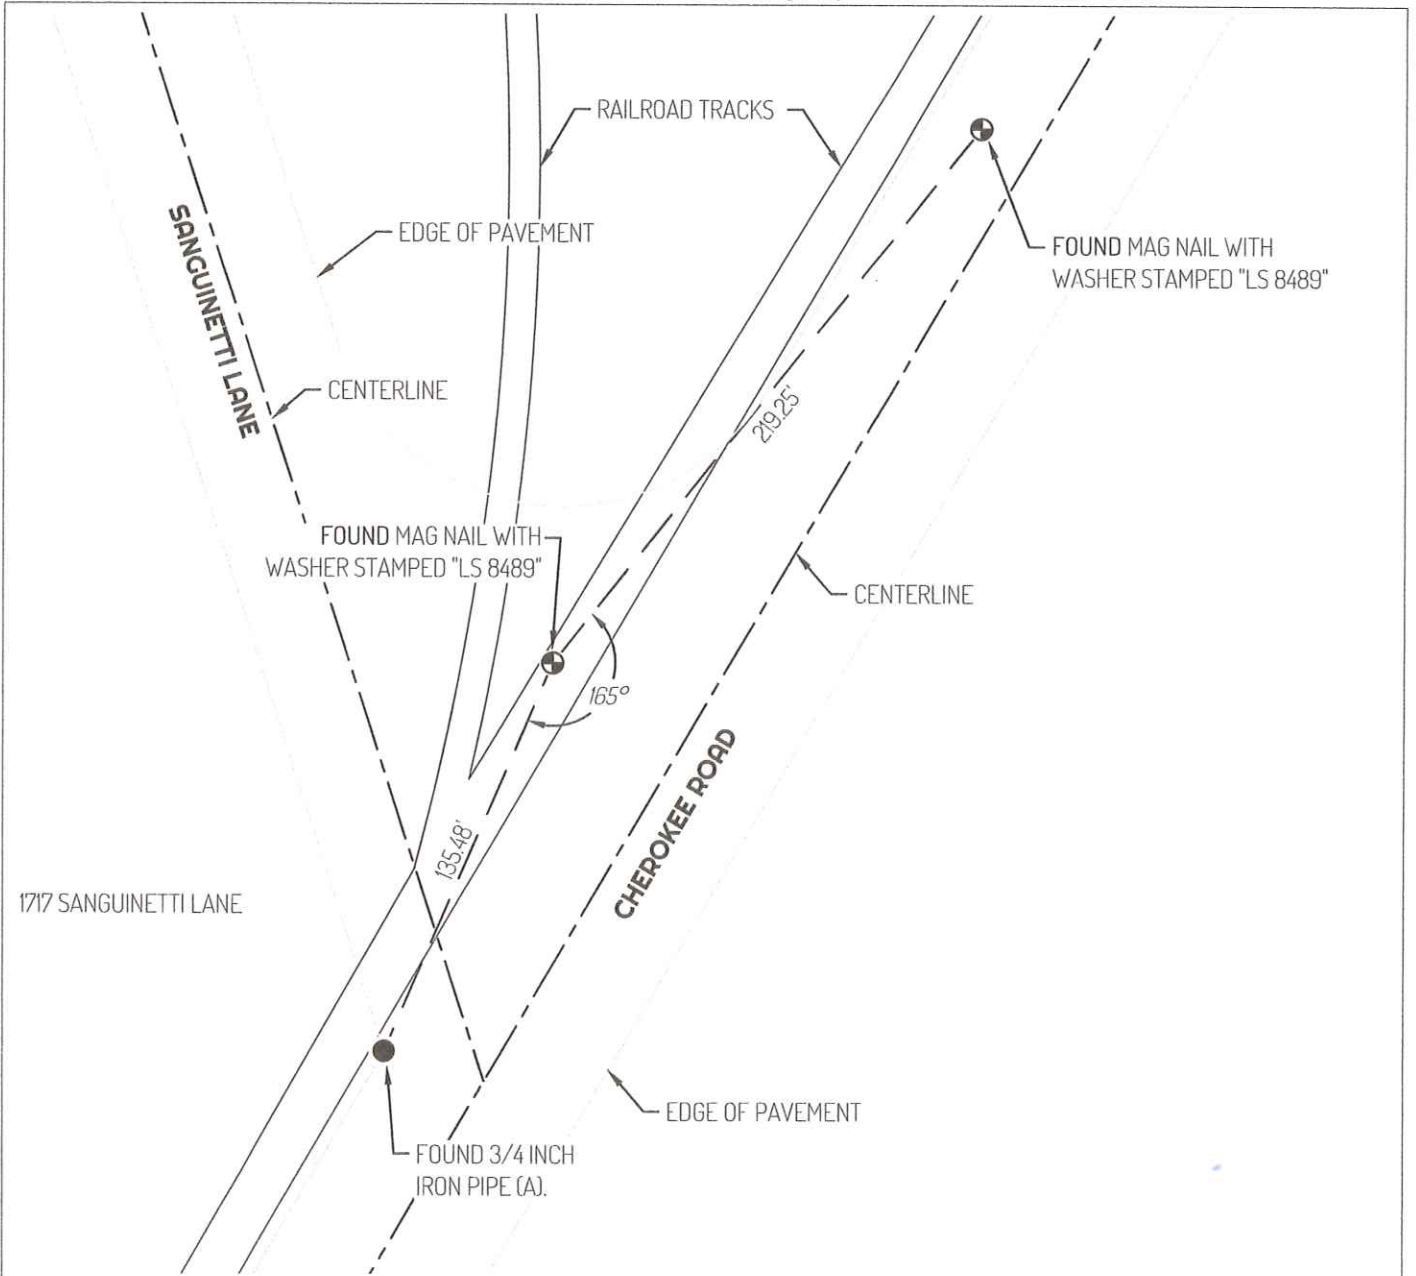 RAILROAD TRACKS
EDGE OF PAVEMENT
SANGUINETTI LANE
FOUND MAG NAIL WITH
WASHER STAMPED "LS 8489"
CENTERLINE
219.25'
FOUND MAG NAIL WITH
WASHER STAMPED "LS 8489"
CENTERLINE
165°
CHEROKEE ROAD
135.48'
1717 SANGUINETTI LANE
EDGE OF PAVEMENT
FOUND 3/4 INCH
IRON PIPE (A).